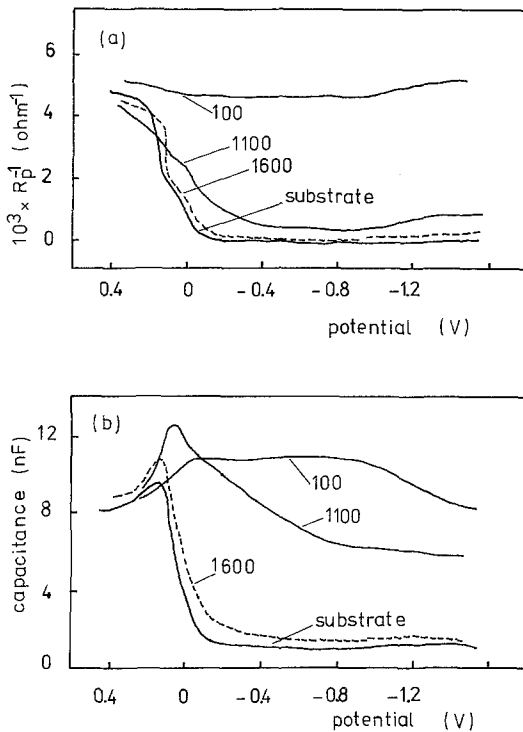 (a)
10³ × Rp⁻¹ (ohm⁻¹)
6
4
2
0
100
1100
1600
substrate
0.4 0 -0.4 -0.8 -1.2
potential (V)
(b)
capacitance (nF)
12
8
4
0
100
1100
1600
substrate
0.4 0 -0.4 -0.8 -1.2
potential (V)